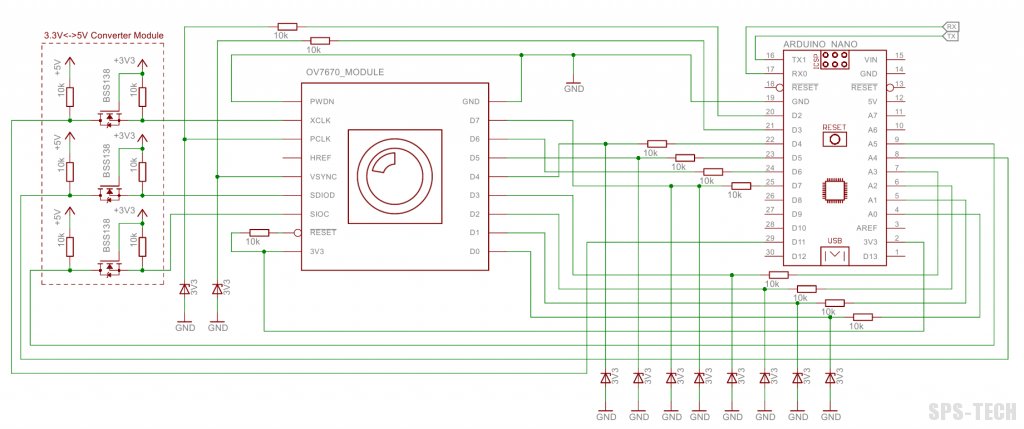 3.3V<->5V Converter Module
+5V
10k
BSS138
+3V3
10k
+5V
10k
BSS138
+3V3
10k
+5V
10k
BSS138
+3V3
10k
10k
10k
GND
OV7670_MODULE
PWDN
XCLK
PCLK
HREF
VSYNC
SDIOD
SIOC
RESET
3V3
GND
D7
D6
D5
D4
D3
D2
D1
D0
10k
3V3
GND
3V3
GND
RX
TX
ARDUINO_NANO
ICSP
RESET
USB
16 TX1
17 RX0
18 RESET
19 GND
20 D2
21 D3
22 D4
23 D5
24 D6
25 D7
26 D8
27 D9
28 D10
29 D11
30 D12
VIN 15
GND 14
RESET 13
5V 12
A7 11
A6 10
A5 9
A4 8
A3 7
A2 6
A1 5
A0 4
AREF 3
3V3 2
D13 1
10k
10k
10k
10k
10k
10k
10k
10k
3V3
3V3
3V3
3V3
3V3
3V3
3V3
3V3
GND
GND
GND
GND
GND
GND
GND
GND
SPS-TECH